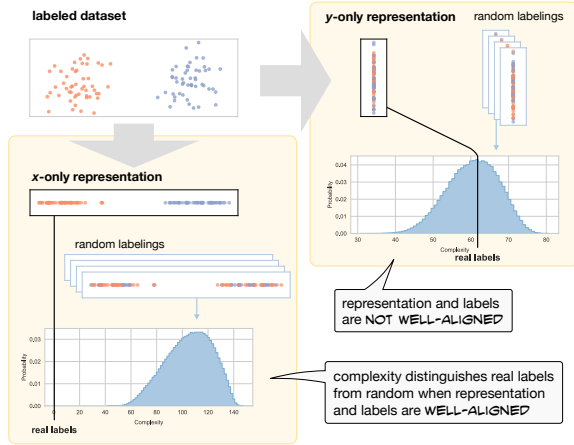 labeled dataset
y-only representation
random labelings
0.04
0.03
0.02
0.01
0.00
Probability
30
40
50
60
70
80
Complexity
real labels
representation and labels
are NOT WELL-ALIGNED
x-only representation
random labelings
0.03
0.02
0.01
0.00
Probability
0
20
40
60
80
100
120
140
Complexity
real labels
complexity distinguishes real labels
from random when representation
and labels are WELL-ALIGNED